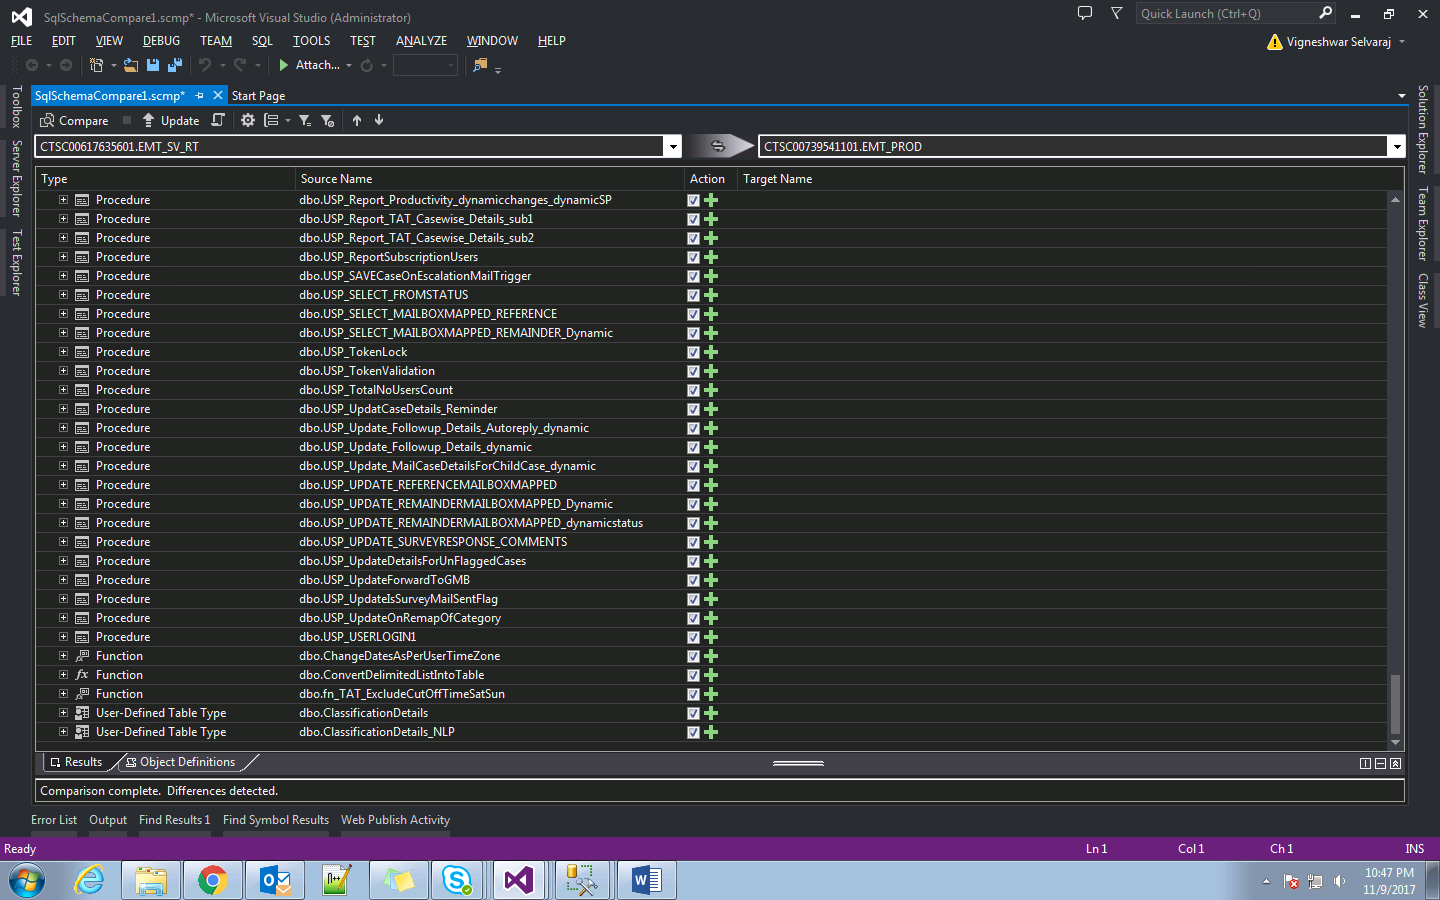 SqlSchemaCompare1.scmp* - Microsoft Visual Studio (Administrator)
Quick Launch (Ctrl+Q)
FILE EDIT VIEW DEBUG TEAM SQL TOOLS TEST ANALYZE WINDOW HELP
Vigneshwar Selvaraj
Attach...
SqlSchemaCompare1.scmp* Start Page
Compare Update
CTSC00617635601.EMT_SV_RT CTSC00739541101.EMT_PROD
Type Source Name Action Target Name
Procedure dbo.USP_Report_Productivity_dynamicchanges_dynamicSP
Procedure dbo.USP_Report_TAT_Casewise_Details_sub1
Procedure dbo.USP_Report_TAT_Casewise_Details_sub2
Procedure dbo.USP_ReportSubscriptionUsers
Procedure dbo.USP_SAVECaseOnEscalationMailTrigger
Procedure dbo.USP_SELECT_FROMSTATUS
Procedure dbo.USP_SELECT_MAILBOXMAPPED_REFERENCE
Procedure dbo.USP_SELECT_MAILBOXMAPPED_REMAINDER_Dynamic
Procedure dbo.USP_TokenLock
Procedure dbo.USP_TokenValidation
Procedure dbo.USP_TotalNoUsersCount
Procedure dbo.USP_UpdatCaseDetails_Reminder
Procedure dbo.USP_Update_Followup_Details_Autoreply_dynamic
Procedure dbo.USP_Update_Followup_Details_dynamic
Procedure dbo.USP_Update_MailCaseDetailsForChildCase_dynamic
Procedure dbo.USP_UPDATE_REFERENCEMAILBOXMAPPED
Procedure dbo.USP_UPDATE_REMAINDERMAILBOXMAPPED_Dynamic
Procedure dbo.USP_UPDATE_REMAINDERMAILBOXMAPPED_dynamicstatus
Procedure dbo.USP_UPDATE_SURVEYRESPONSE_COMMENTS
Procedure dbo.USP_UpdateDetailsForUnFlaggedCases
Procedure dbo.USP_UpdateForwardToGMB
Procedure dbo.USP_UpdateIsSurveyMailSentFlag
Procedure dbo.USP_UpdateOnRemapOfCategory
Procedure dbo.USP_USERLOGIN1
Function dbo.ChangeDatesAsPerUserTimeZone
Function dbo.ConvertDelimitedListIntoTable
Function dbo.fn_TAT_ExcludeCutOffTimeSatSun
User-Defined Table Type dbo.ClassificationDetails
User-Defined Table Type dbo.ClassificationDetails_NLP
Results Object Definitions
Comparison complete. Differences detected.
Error List Output Find Results 1 Find Symbol Results Web Publish Activity
Ready Ln 1 Col 1 Ch 1 INS
10:47 PM
11/9/2017
Toolbox
Server Explorer
Test Explorer
Solution Explorer
Team Explorer
Class View